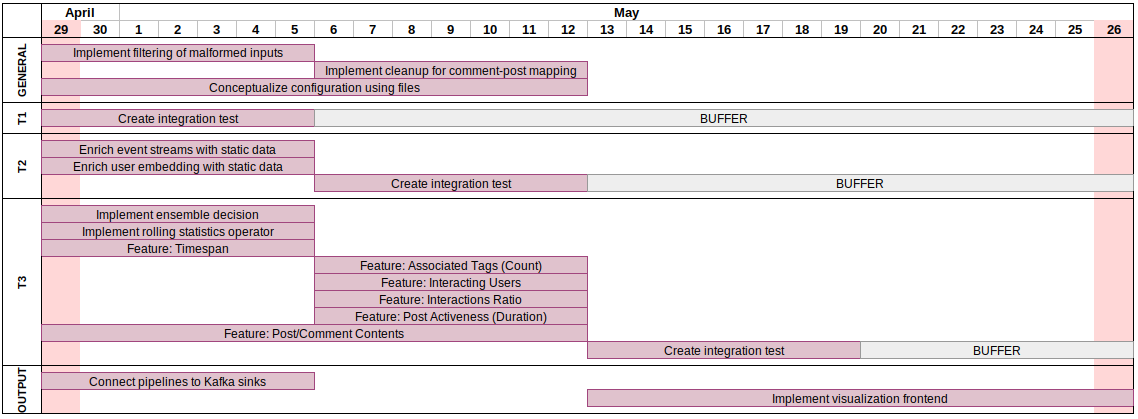 April May
29 30 1 2 3 4 5 6 7 8 9 10 11 12 13 14 15 16 17 18 19 20 21 22 23 24 25 26
GENERAL
Implement filtering of malformed inputs
Implement cleanup for comment-post mapping
Conceptualize configuration using files
T1
Create integration test BUFFER
T2
Enrich event streams with static data
Enrich user embedding with static data
Create integration test BUFFER
T3
Implement ensemble decision
Implement rolling statistics operator
Feature: Timespan
Feature: Associated Tags (Count)
Feature: Interacting Users
Feature: Interactions Ratio
Feature: Post Activeness (Duration)
Feature: Post/Comment Contents
Create integration test BUFFER
OUTPUT
Connect pipelines to Kafka sinks
Implement visualization frontend